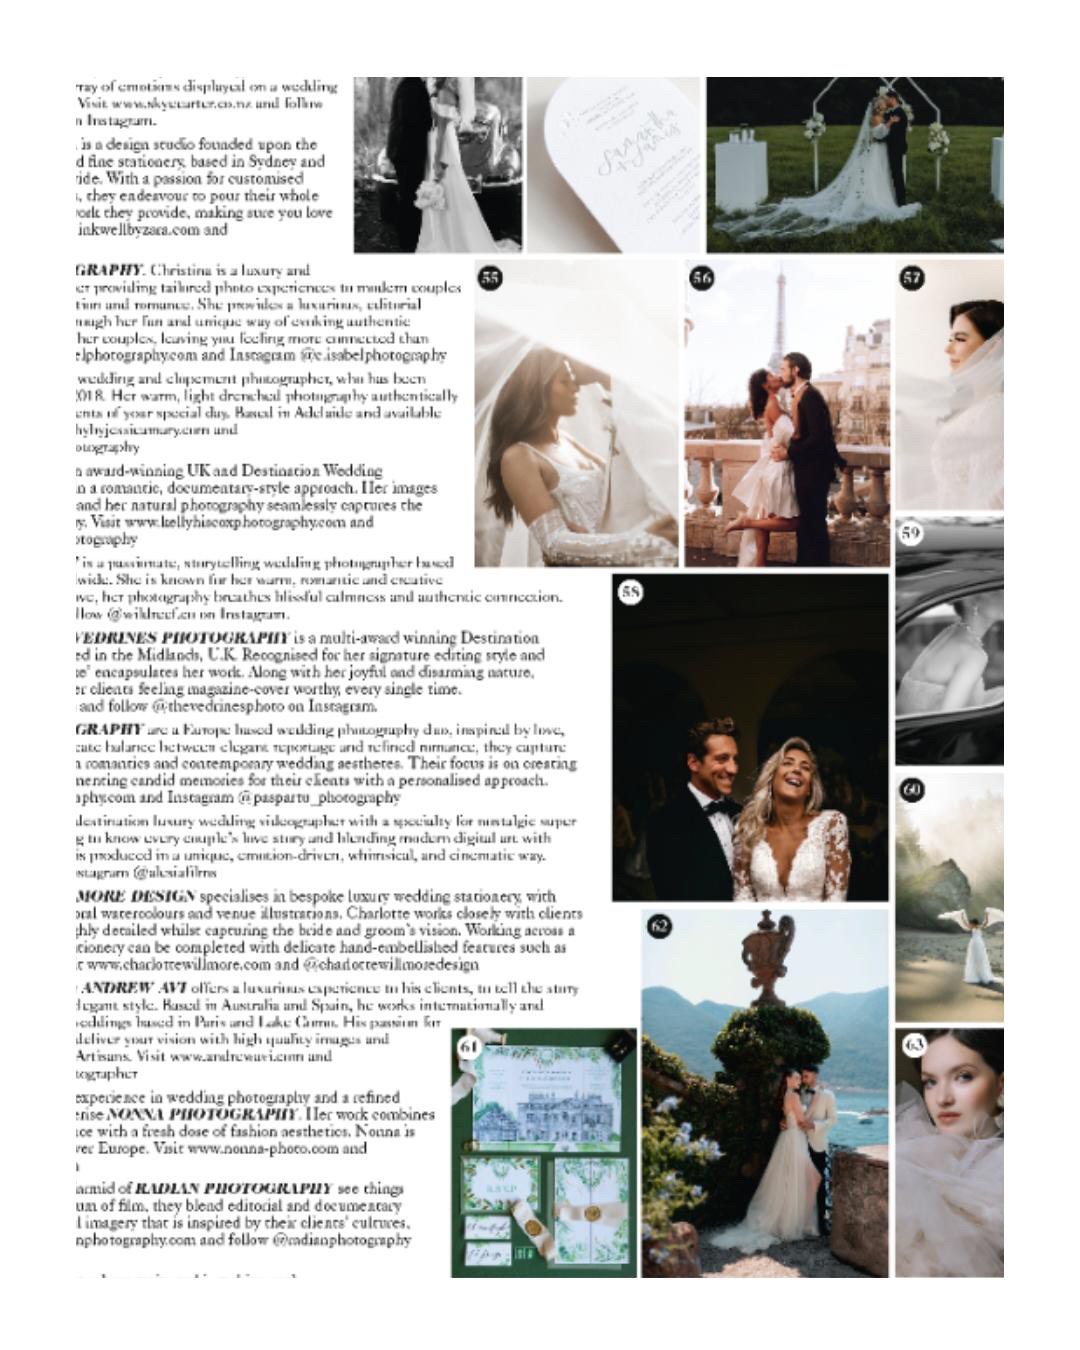 ray of emotions displayed on a wedding
Visit www.skyecarter.co.nz and follow
n Instagram.
is a design studio founded upon the
d fine stationery, based in Sydney and
ide. With a passion for customised
, they endeavour to pour their whole
ork they provide, making sure you love
inkwellbyzara.com and
GRAPHY. Christina is a luxury and
er providing tailored photo experiences to modern couples
tion and romance. She provides a luxurious, editorial
rough her fun and unique way of evoking authentic
her couples, leaving you feeling more connected than
elphotography.com and Instagram @c.isabelphotography
wedding and elopement photographer, who has been
2018. Her warm, light drenched photography authentically
ents of your special day. Based in Adelaide and available
hybyjessicamary.com and
otography
n award-winning UK and Destination Wedding
n a romantic, documentary-style approach. Her images
and her natural photography seamlessly captures the
y. Visit www.kellyhiscoxphotography.com and
otography
is a passionate, storytelling wedding photographer based
wide. She is known for her warm, romantic and creative
ve, her photography breathes blissful calmness and authentic connection.
llow @wildreef.co on Instagram.
VEDRINES PHOTOGRAPHY is a multi-award winning Destination
ed in the Midlands, U.K. Recognised for her signature editing style and
e' encapsulates her work. Along with her joyful and disarming nature,
er clients feeling magazine-cover worthy, every single time.
and follow @thevedrinesphoto on Instagram.
GRAPHY are a Europe based wedding photography duo, inspired by love,
cate balance between elegant reportage and refined romance, they capture
n romantics and contemporary wedding aesthetes. Their focus is on creating
menting candid memories for their clients with a personalised approach.
aphy.com and Instagram @paspartu_photography
destination luxury wedding videographer with a specialty for nostalgic super
g to know every couple's love story and blending modern digital art with
is produced in a unique, emotion-driven, whimsical, and cinematic way.
nstagram @alesiafilms
MORE DESIGN specialises in bespoke luxury wedding stationery, with
oral watercolours and venue illustrations. Charlotte works closely with clients
ghly detailed whilst capturing the bride and groom's vision. Working across a
tionery can be completed with delicate hand-embellished features such as
t www.charlottewillmore.com and @charlottewillmoredesign
ANDREW AVI offers a luxurious experience to his clients, to tell the story
legant style. Based in Australia and Spain, he works internationally and
weddings based in Paris and Lake Como. His passion for
deliver your vision with high quality images and
Artisans. Visit www.andrewavi.com and
tographer
experience in wedding photography and a refined
rise NONNA PHOTOGRAPHY. Her work combines
ce with a fresh dose of fashion aesthetics. Nonna is
ver Europe. Visit www.nonna-photo.com and
armid of RADIAN PHOTOGRAPHY see things
um of film, they blend editorial and documentary
l imagery that is inspired by their clients' cultures,
nphotography.com and follow @radianphotography
Samantha
+ James
55
56
57
58
59
60
61
RSVP
62
63